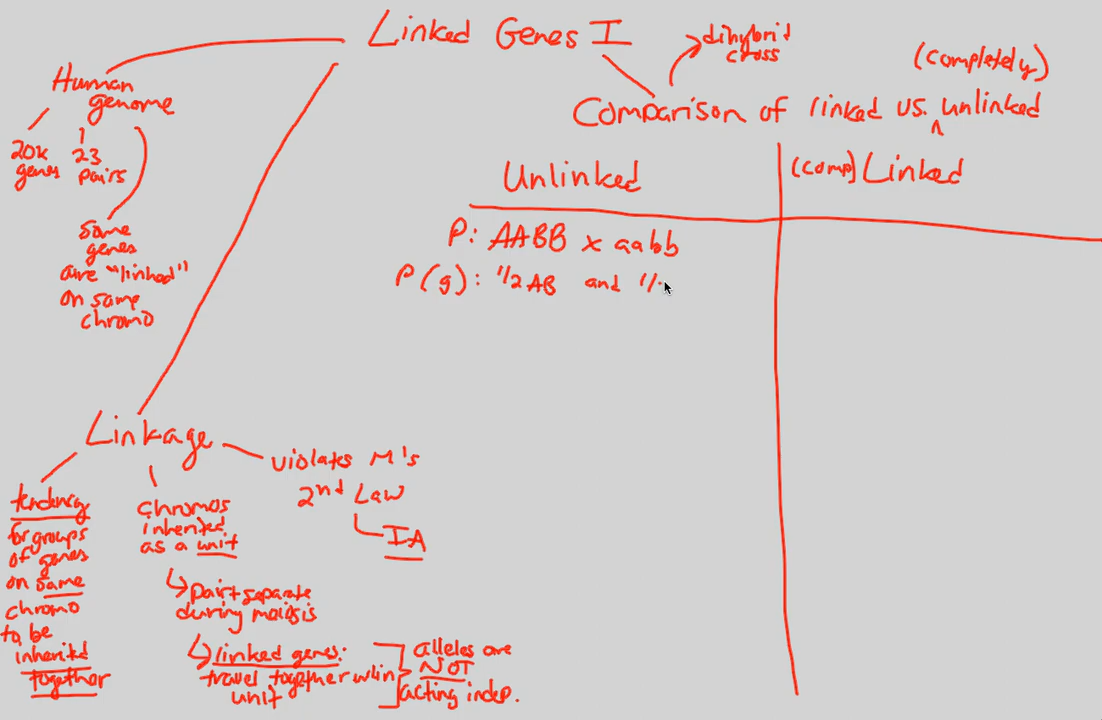 Linked Genes I
dihybrid
cross
(completely)
Comparison of linked vs. unlinked
^
Human
genome
20k
genes
23
pairs
Some
genes
are "linked"
on same
chromo
Unlinked
(comp) Linked
P: AABB x aabb
P(g): 1/2 AB and 1/
Linkage
tendency
for groups
of genes
on same
chromo
to be
inherited
together
chromos
inherited
as a unit
↳ pairs separate
during meiosis
↳ linked genes:
travel together w/in
unit
alleles are
NOT
acting indep.
violates M's
2nd Law
IA